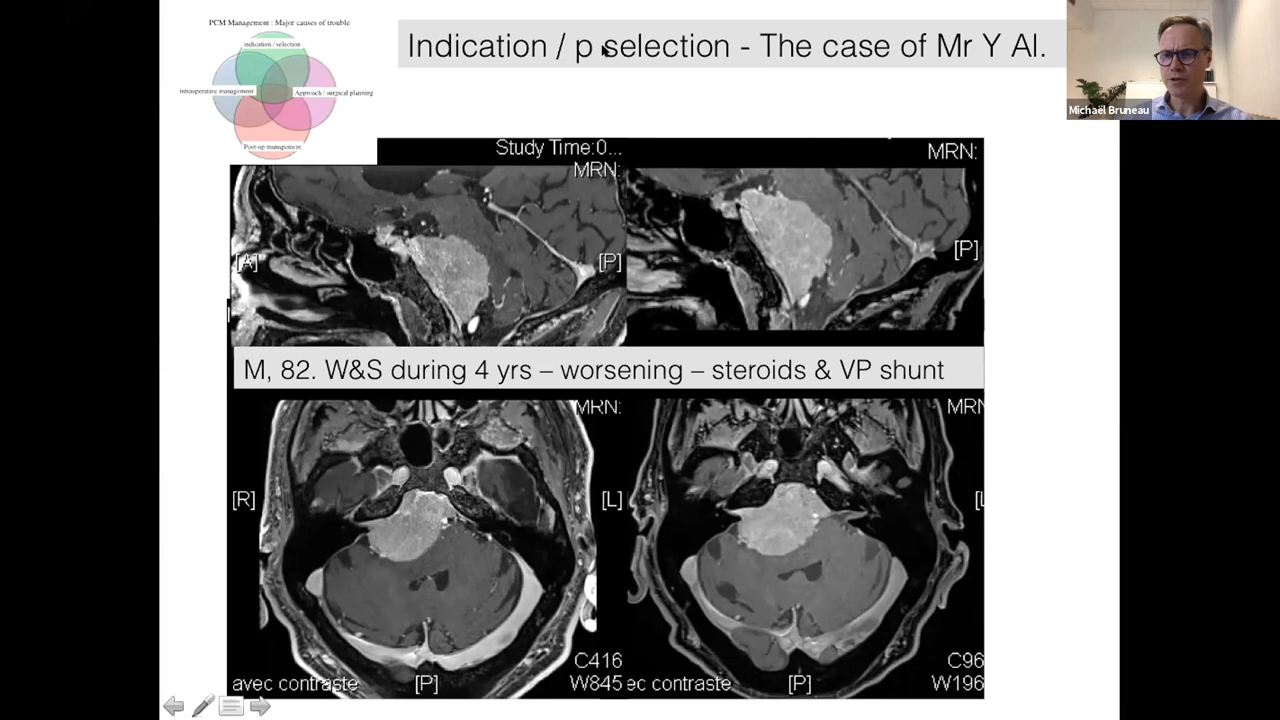 PCM Management : Major causes of trouble
indication / selection
intraoperative management
Approach / surgical planning
Post-op management
Indication / p selection - The case of Mr Y Al.
Michaël Bruneau
Study Time:0...
MRN:
MRN:
[A]
[P]
[P]
M, 82. W&S during 4 yrs – worsening – steroids & VP shunt
MRN:
MRN
[R]
[L]
[L
C416
W845
avec contraste
[P]
C96
W196
ec contraste
[P]